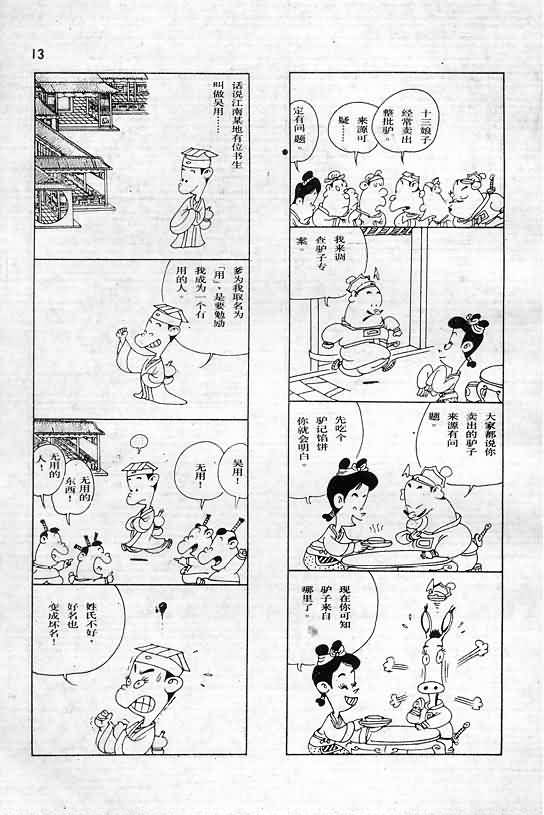 13
十三娘子
经常卖出
整批驴。
来源可
疑……
定有问题。
我来调
查驴子专
案。
大家都说你
卖出的驴子
来源有问
题。
先吃个
驴记馅饼
你就会明白
现在你可知
驴子来自
哪里了。
话说江南某地有位书生
叫做吴用……
爹为我取名为
「用」，是要勉励
我成为一个有
用的人。
吴用！
无用！
无用的
东西！
无用的
人！
姓氏不好，
好名也
变成坏名！